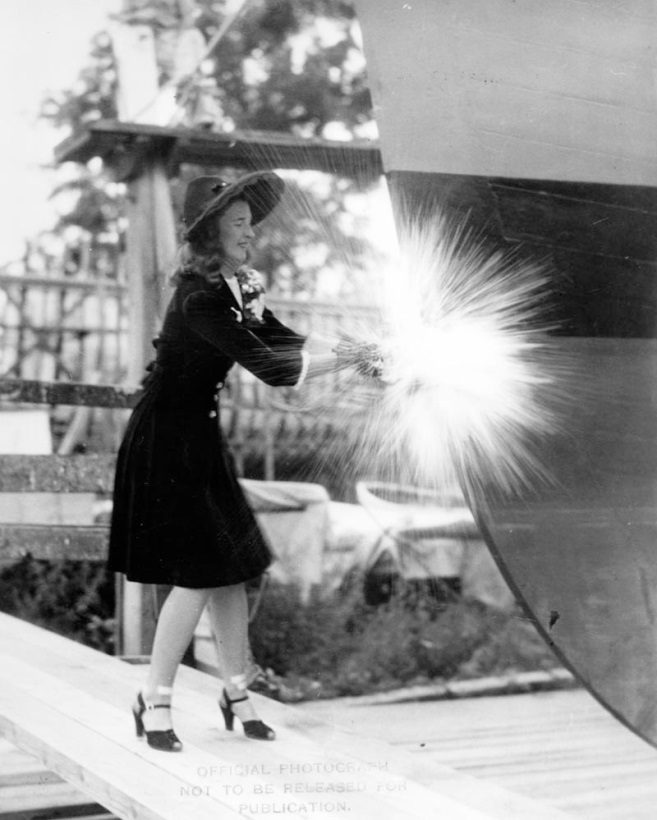 OFFICIAL PHOTOGRAPH
NOT TO BE RELEASED FOR
PUBLICATION.